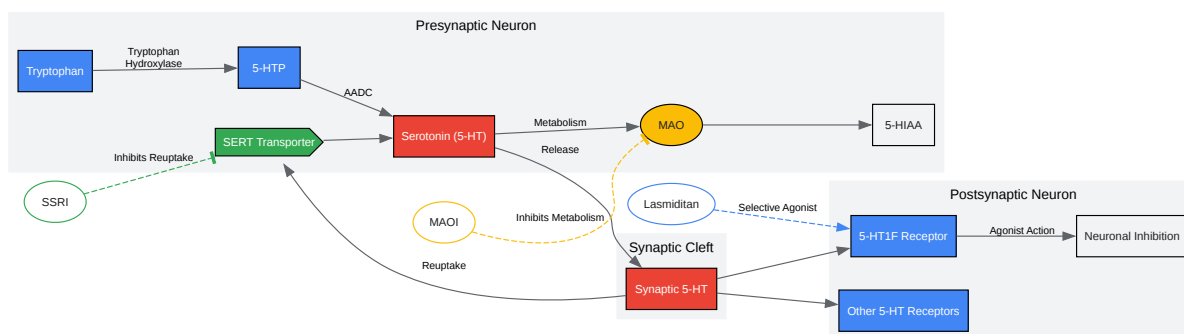 Presynaptic Neuron
Tryptophan
Tryptophan
Hydroxylase
5-HTP
AADC
SERT Transporter
Serotonin (5-HT)
Metabolism
MAO
5-HIAA
Release
Inhibits Reuptake
SSRI
MAOI
Inhibits Metabolism
Lasmiditan
Selective Agonist
Postsynaptic Neuron
5-HT1F Receptor
Agonist Action
Neuronal Inhibition
Synaptic Cleft
Reuptake
Synaptic 5-HT
Other 5-HT Receptors